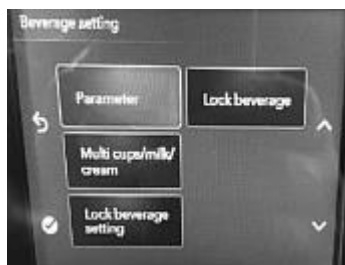 Beverage setting
Parameter
Lock beverage
Multi cups/milk/
cream
Lock beverage
setting